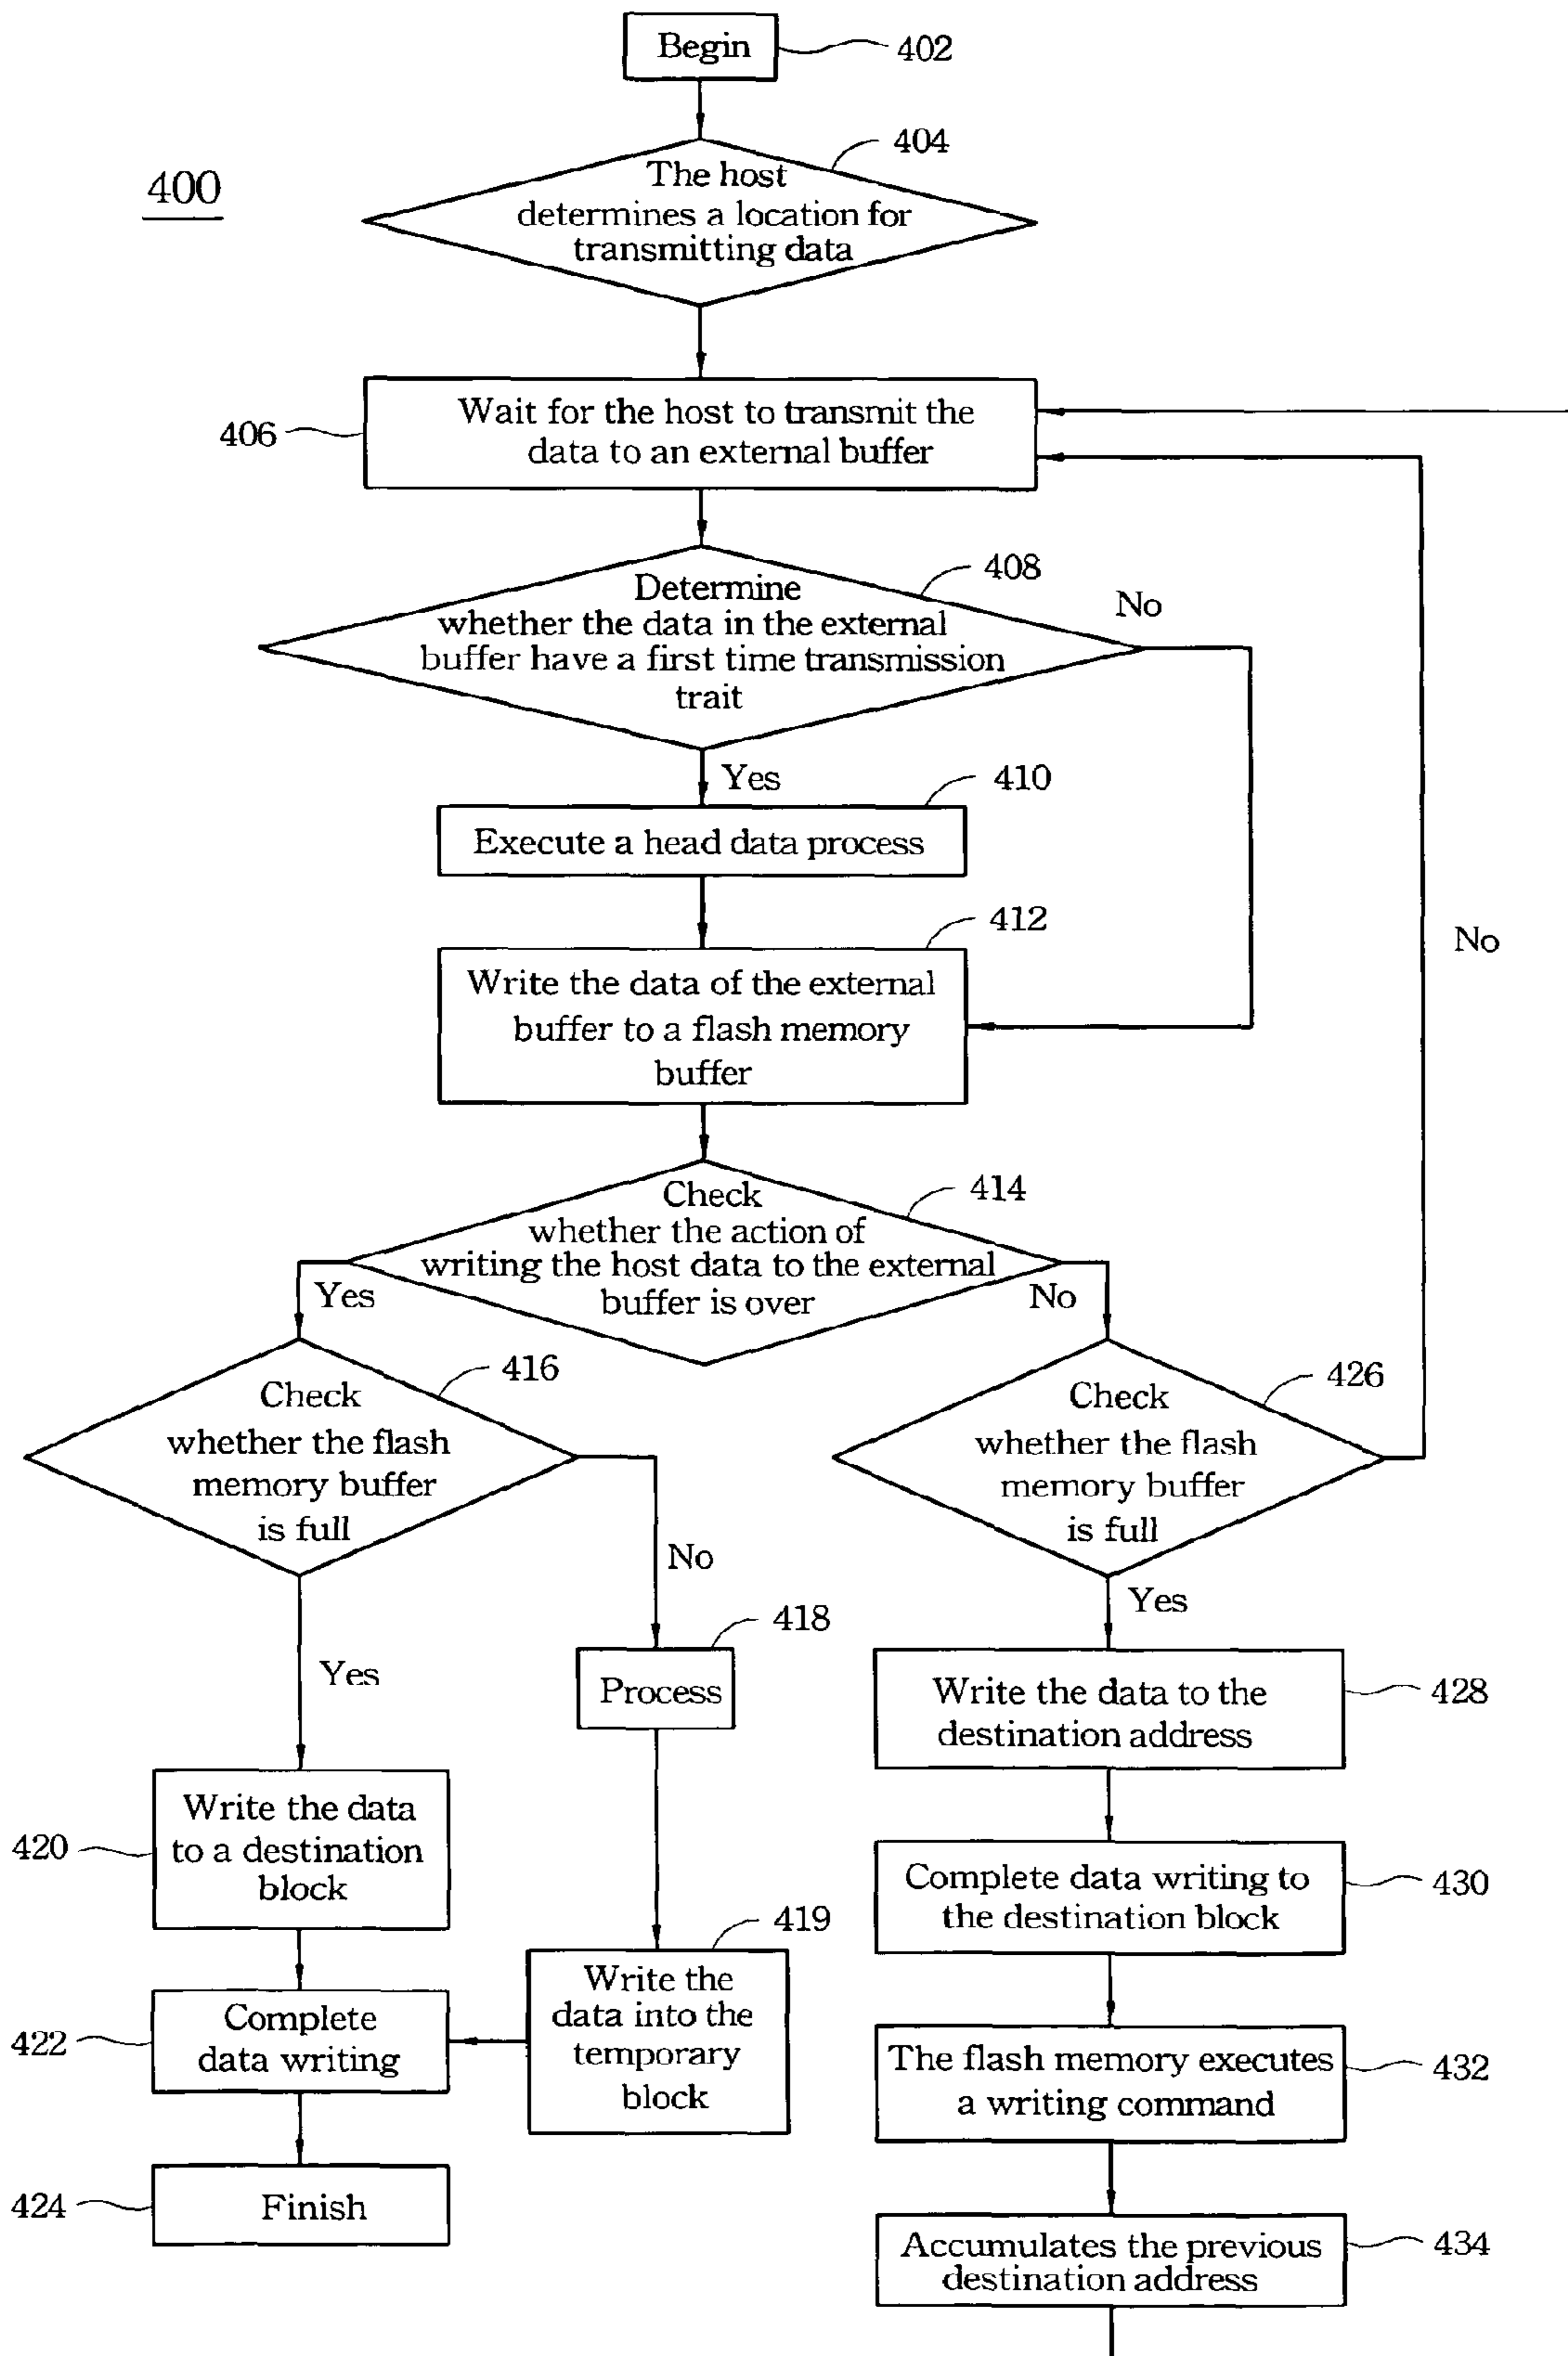 Begin
402
404
400
The host
determines a location for
transmitting data
406
Wait for the host to transmit the
data to an external buffer
408
No
Determine
whether the data in the external
buffer have a first time transmission
trait
Yes
410
Execute a head data process
412
No
Write the data of the external
buffer to a flash memory
buffer
414
Check
whether the action of
writing the host data to the external
buffer is over
Yes
No
416
Check
whether the flash
memory buffer
is full
426
Check
whether the flash
memory buffer
is full
No
Yes
418
Yes
Process
Write the data to the
destination address
428
420
Write the data
to a destination
block
Complete data writing to
the destination block
430
419
Write the
data into the
temporary
block
422
Complete
data writing
The flash memory executes
a writing command
432
424
Finish
Accumulates the previous
destination address
434